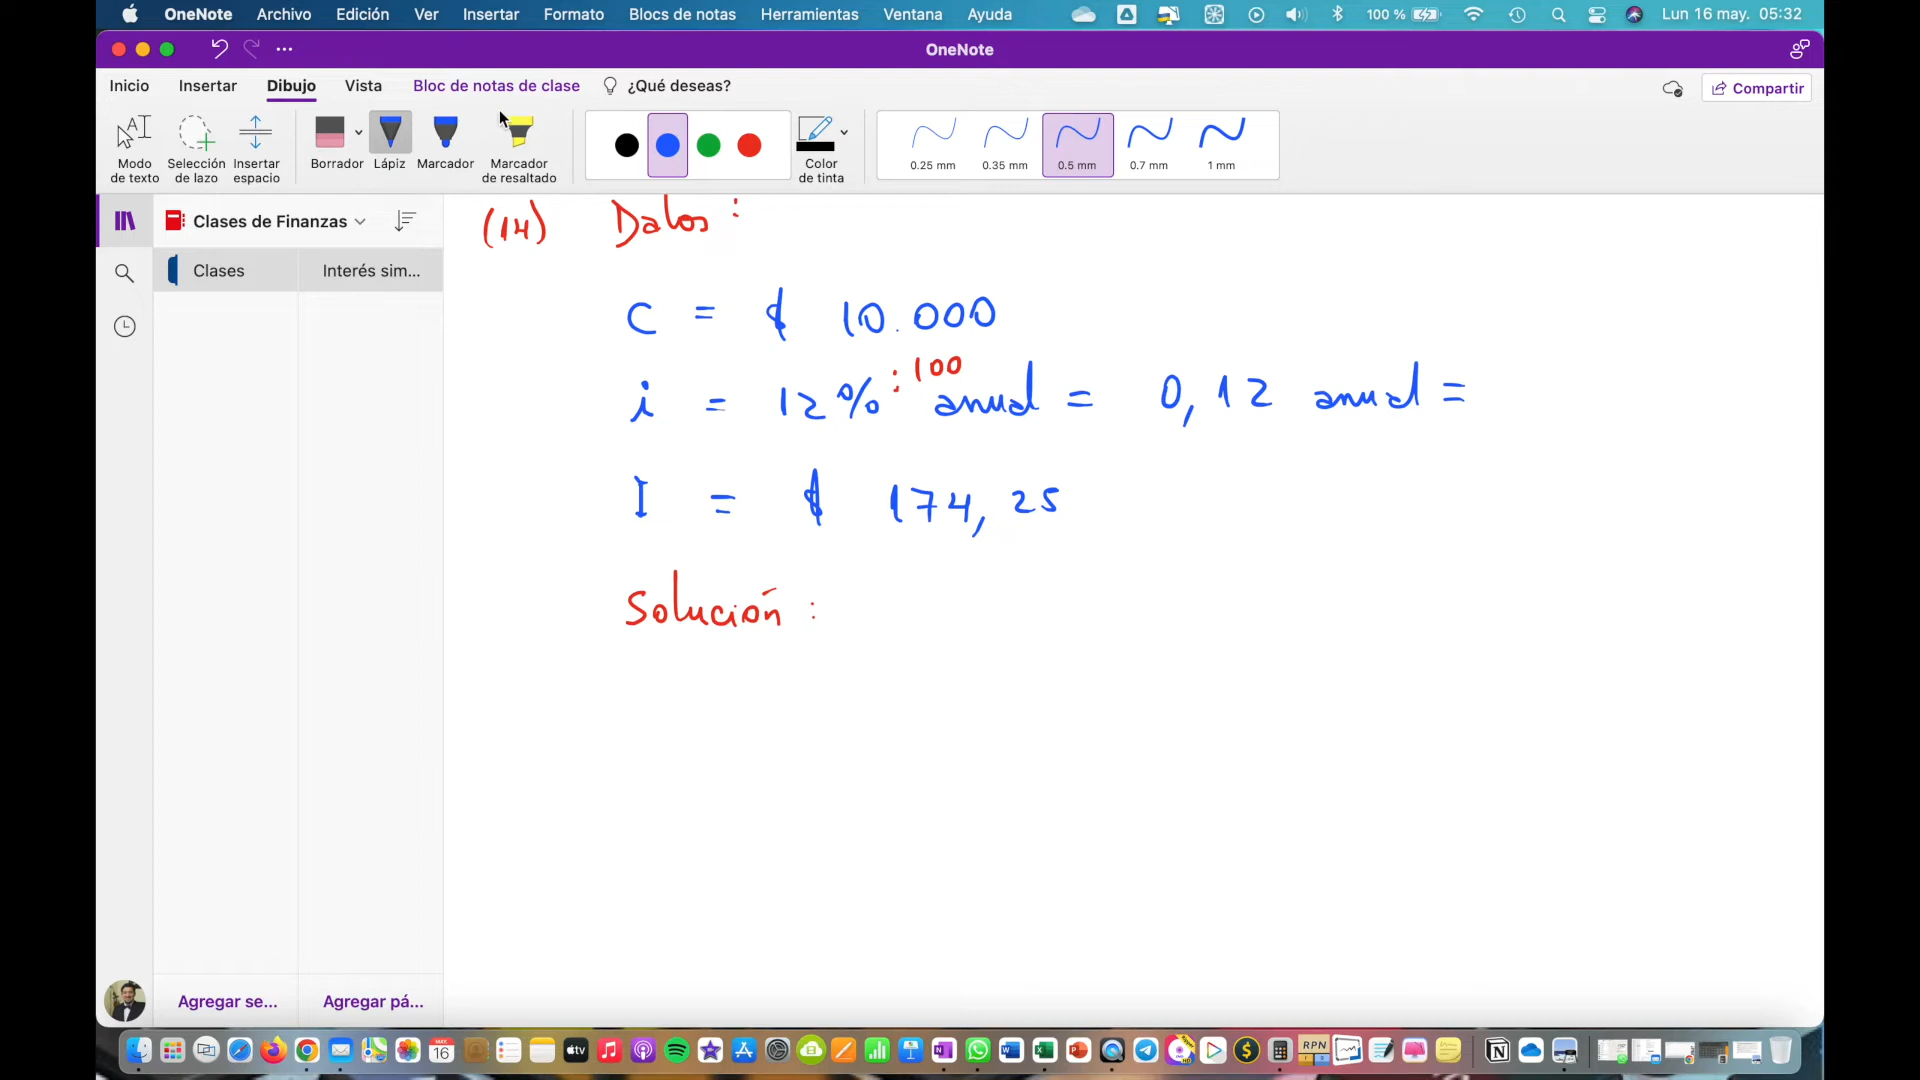 OneNote Archivo Edición Ver Insertar Formato Blocs de notas Herramientas Ventana Ayuda 100 % Lun 16 may. 05:32
OneNote
Inicio Insertar Dibujo Vista Bloc de notas de clase ¿Qué deseas? Compartir
Modo de texto
Selección de lazo
Insertar espacio
Borrador
Lápiz
Marcador
Marcador de resaltado
Color de tinta
0.25 mm 0.35 mm 0.5 mm 0.7 mm 1 mm
Clases de Finanzas
Clases Interés sim...
(14) Datos :
C = $ 10.000
i = 12% : 100 anual = 0,12 anual =
I = $ 174,25
Solución :
Agregar se... Agregar pá...
MAY. 16
tv
RPN